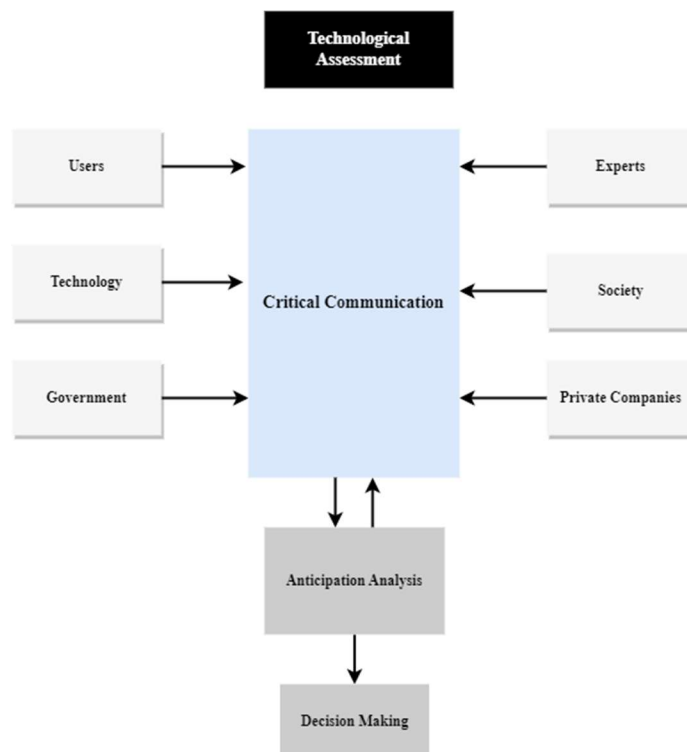 Technological
Assessment
Users
Experts
Technology
Society
Critical Communication
Government
Private Companies
Anticipation Analysis
Decision Making